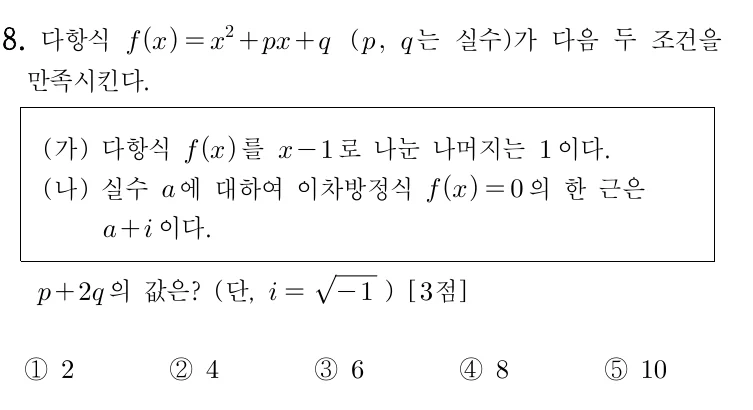 8. 다항식 f(x)=x²+px+q (p, q는 실수)가 다음 두 조건을
만족시킨다.
(가) 다항식 f(x)를 x-1로 나눈 나머지는 1이다.
(나) 실수 a에 대하여 이차방정식 f(x)=0의 한 근은
a+i이다.
p+2q의 값은? (단, i=√-1 ) [3점]
① 2 ② 4 ③ 6 ④ 8 ⑤ 10